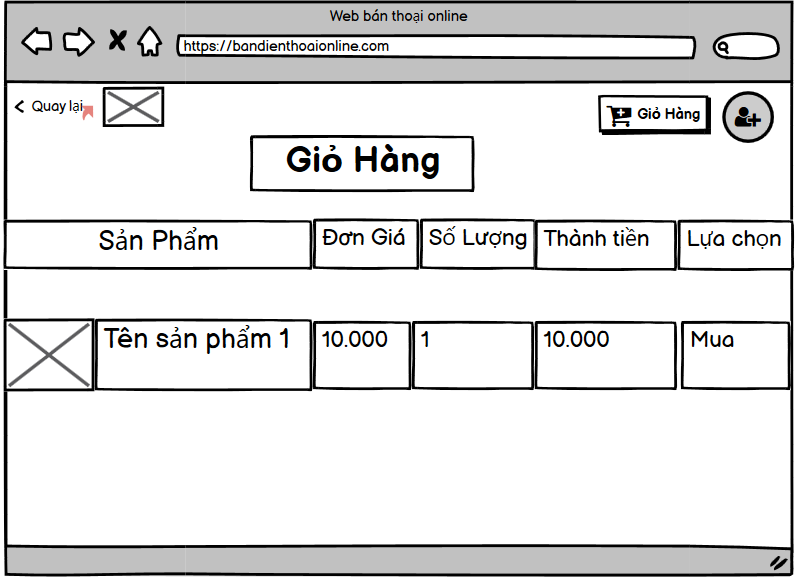 Web bán thoại online
https://bandienthoaionline.com
Quay lại
Giỏ Hàng
Giỏ Hàng
Sản Phẩm Đơn Giá Số Lượng Thành tiền Lựa chọn
Tên sản phẩm 1 10.000 1 10.000 Mua